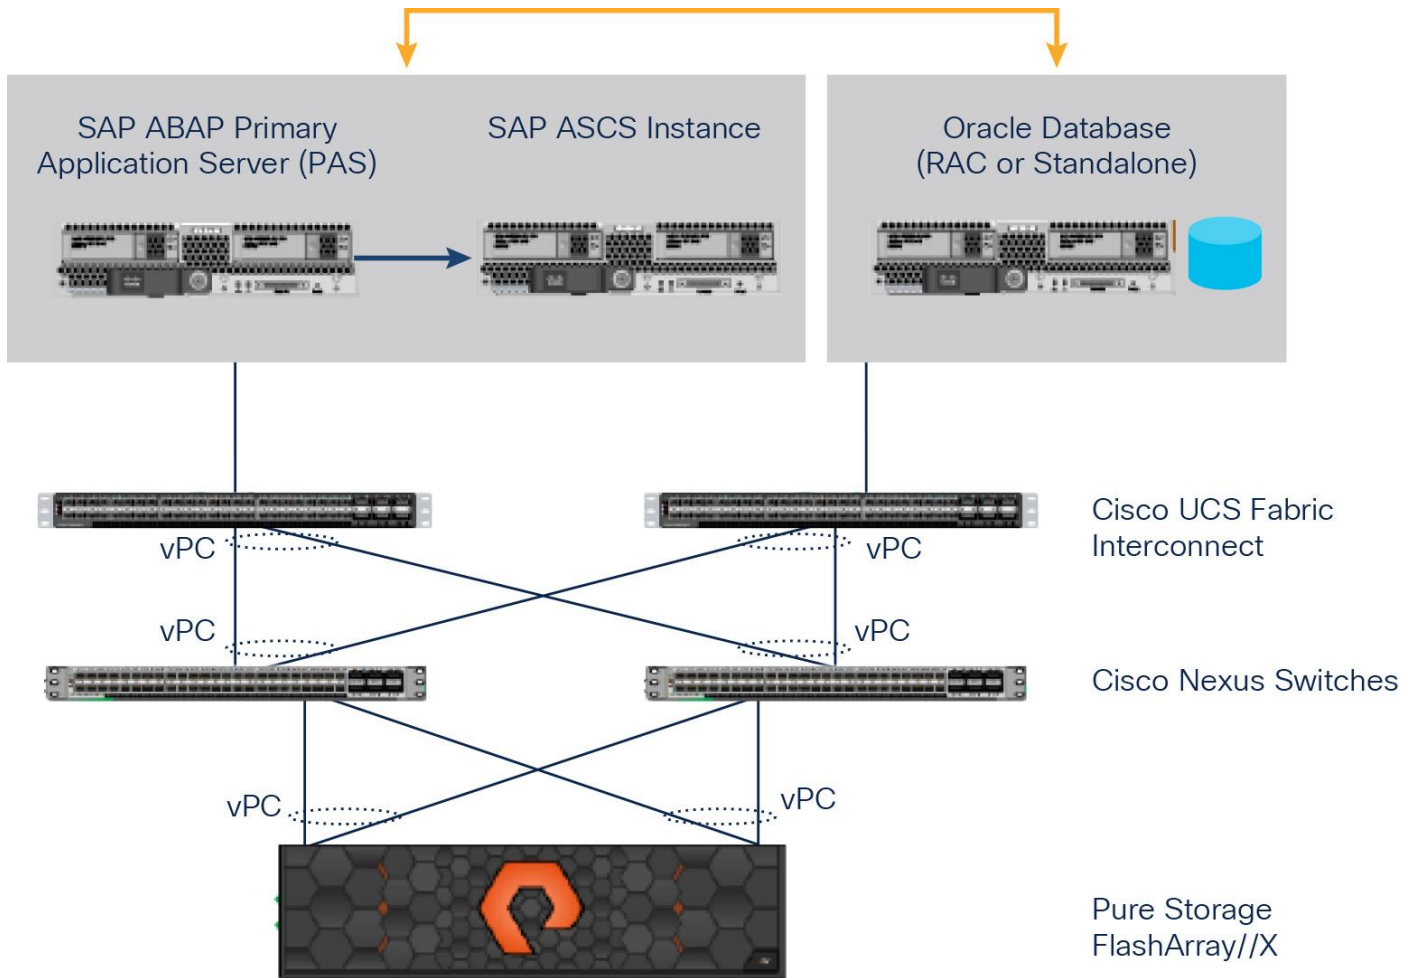 SAP ABAP Primary
Application Server (PAS)
SAP ASCS Instance
Oracle Database
(RAC or Standalone)
vPC
vPC
Cisco UCS Fabric
Interconnect
vPC
vPC
Cisco Nexus Switches
vPC
vPC
Pure Storage
FlashArray//X